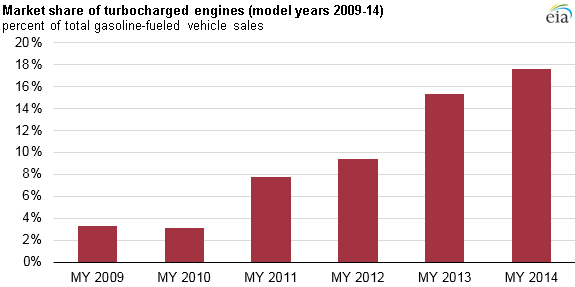 Market share of turbocharged engines (model years 2009-14)
percent of total gasoline-fueled vehicle sales
eia
20%
18%
16%
14%
12%
10%
8%
6%
4%
2%
0%
MY 2009 MY 2010 MY 2011 MY 2012 MY 2013 MY 2014